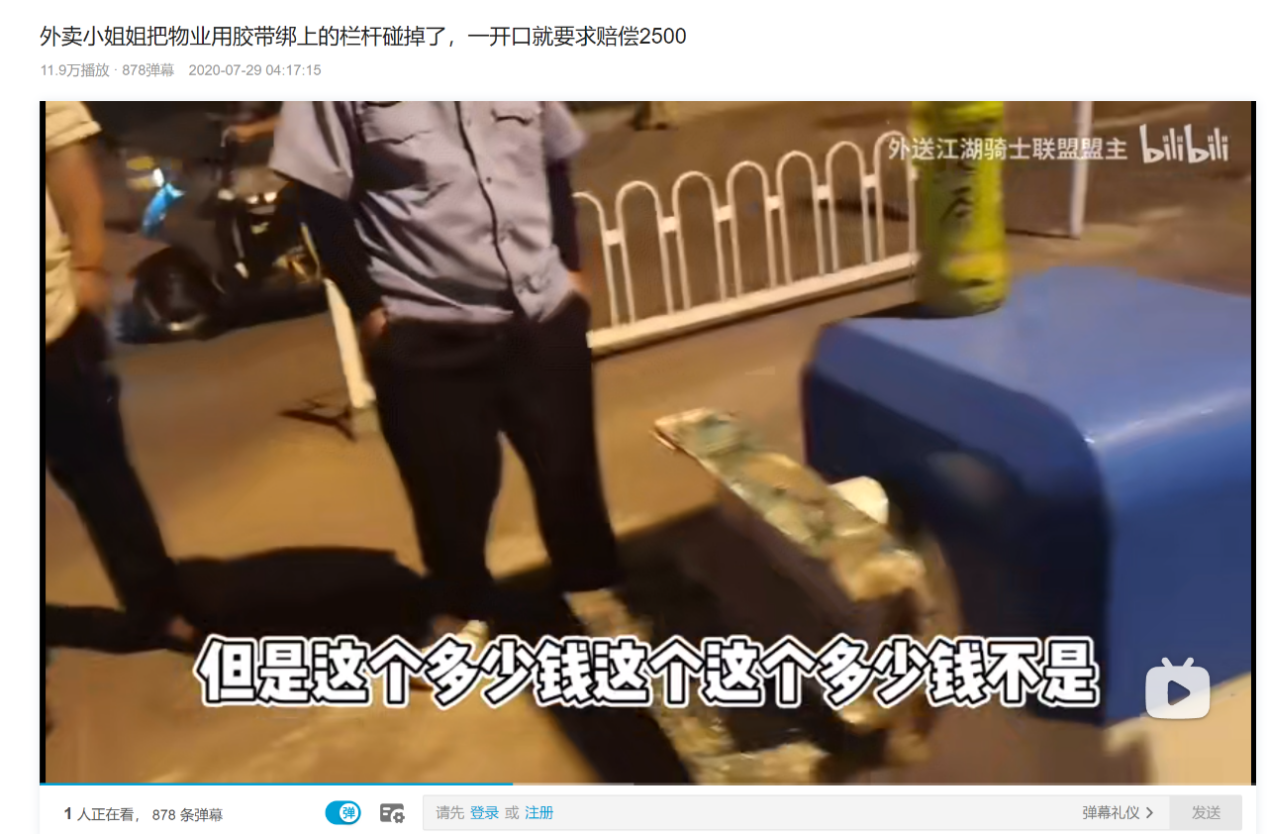 外卖小姐姐把物业用胶带绑上的栏杆碰掉了，一开口就要求赔偿2500
11.9万播放 · 878弹幕 2020-07-29 04:17:15
外送江湖骑士联盟盟主 bilibili
但是这个多少钱这个这个多少钱不是
1 人正在看， 878 条弹幕
弹
请先 登录 或 注册
弹幕礼仪
发送